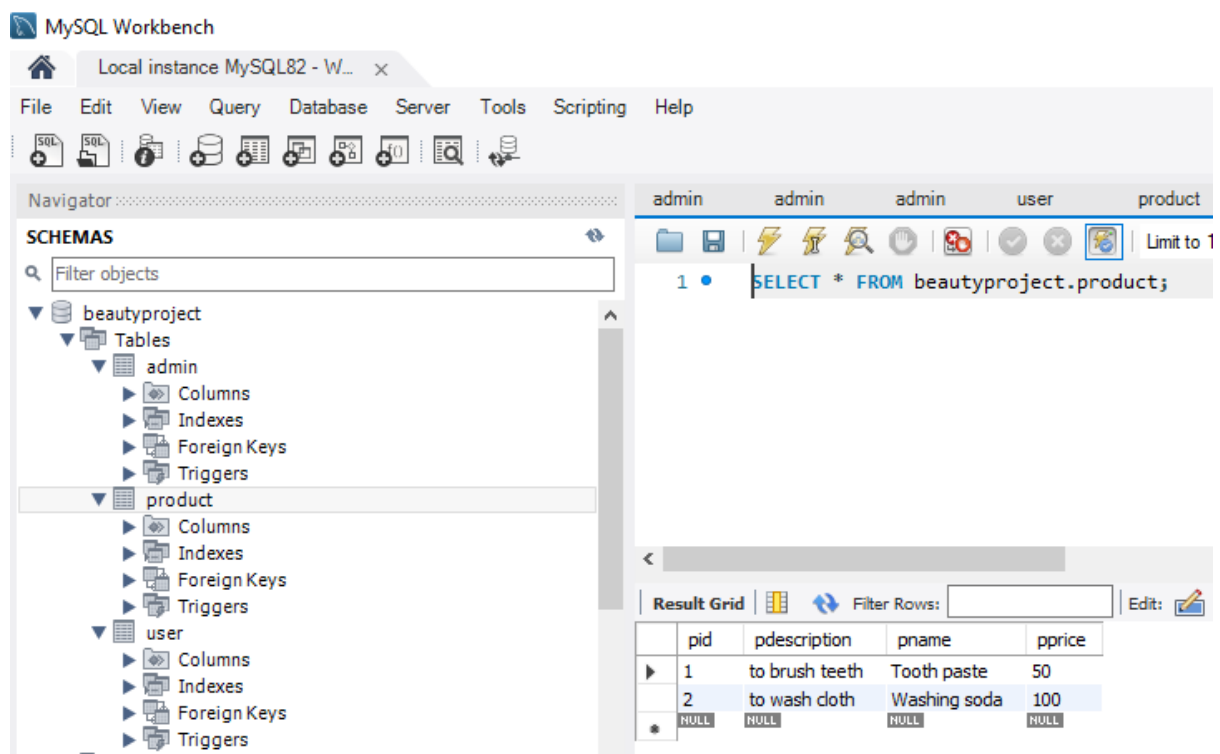 MySQL Workbench
Local instance MySQL82 - W... ×
File Edit View Query Database Server Tools Scripting Help
Navigator
SCHEMAS
Filter objects
beautyproject
Tables
admin
Columns
Indexes
Foreign Keys
Triggers
product
Columns
Indexes
Foreign Keys
Triggers
user
Columns
Indexes
Foreign Keys
Triggers
admin admin admin user product
Limit to 1
1 SELECT * FROM beautyproject.product;
Result Grid Filter Rows: Edit:
pid pdescription pname pprice
1 to brush teeth Tooth paste 50
2 to wash cloth Washing soda 100
NULL NULL NULL NULL